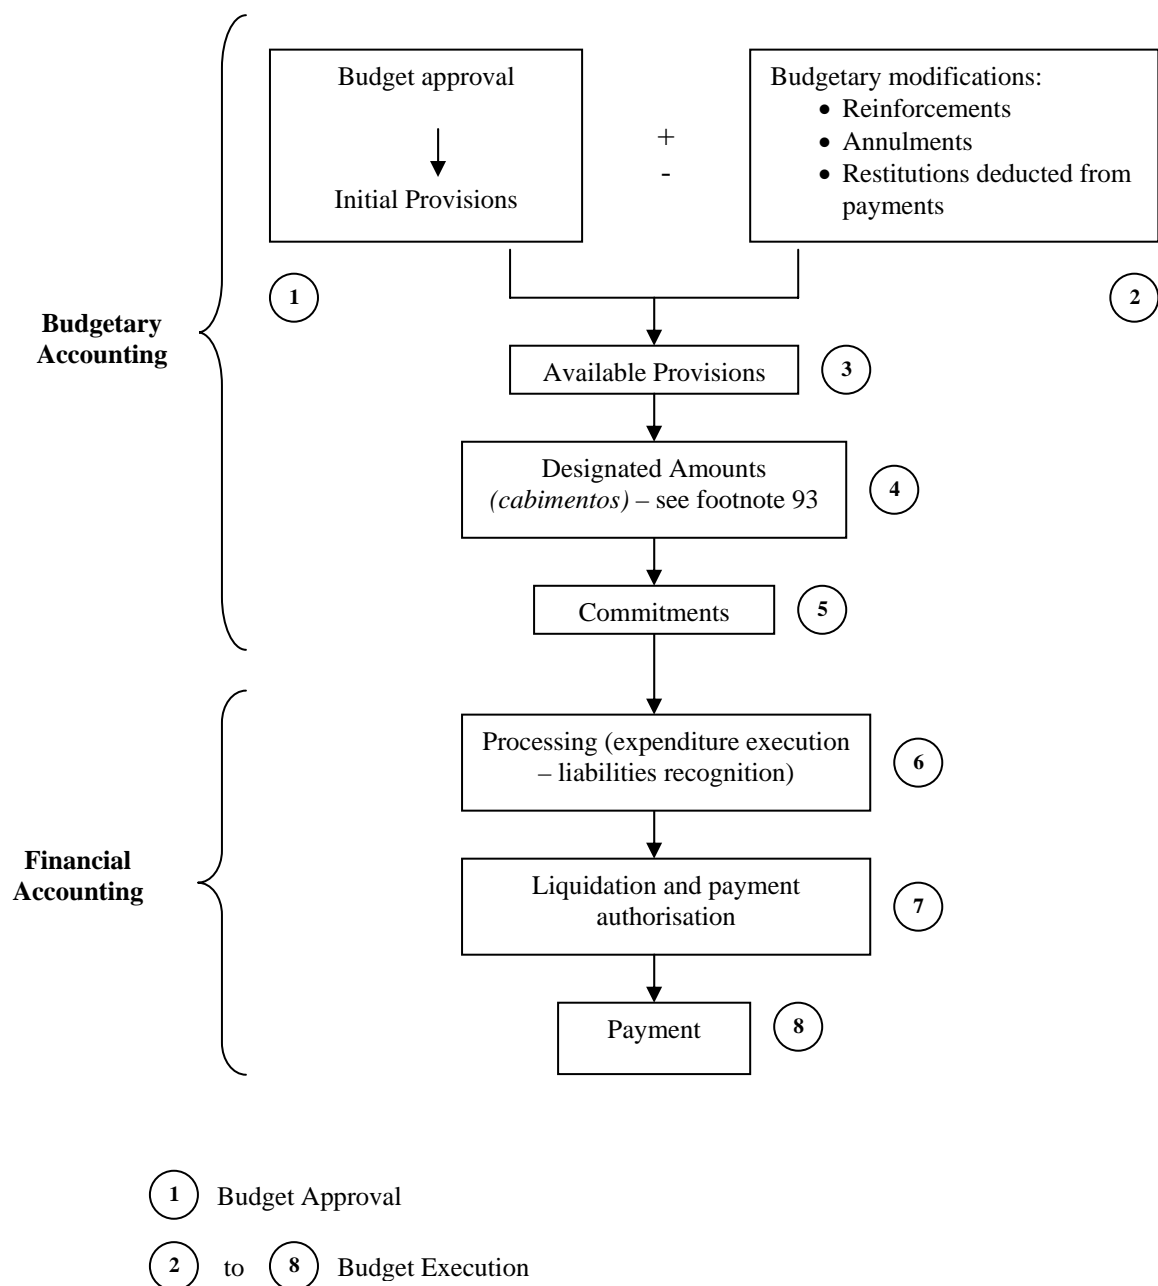 Budget approval
Initial Provisions
+
-
Budgetary modifications:
• Reinforcements
• Annulments
• Restitutions deducted from
payments
1
2
Budgetary
Accounting
Available Provisions
3
Designated Amounts
(cabimentos) – see footnote 93
4
Commitments
5
Processing (expenditure execution
– liabilities recognition)
6
Financial
Accounting
Liquidation and payment
authorisation
7
Payment
8
1 Budget Approval
2 to 8 Budget Execution